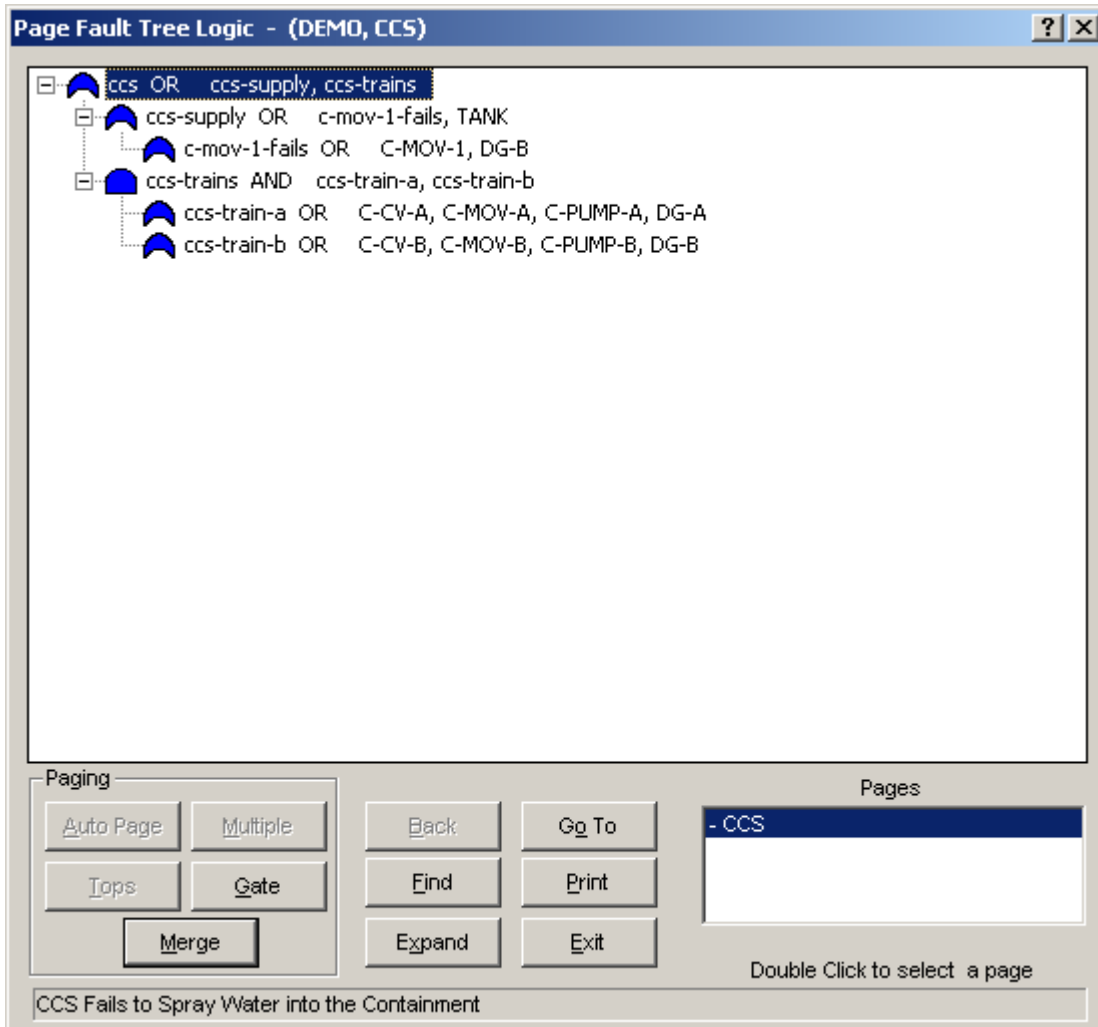 Page Fault Tree Logic - (DEMO, CCS)
ccs OR ccs-supply, ccs-trains
ccs-supply OR c-mov-1-fails, TANK
c-mov-1-fails OR C-MOV-1, DG-B
ccs-trains AND ccs-train-a, ccs-train-b
ccs-train-a OR C-CV-A, C-MOV-A, C-PUMP-A, DG-A
ccs-train-b OR C-CV-B, C-MOV-B, C-PUMP-B, DG-B
Paging
Auto Page Multiple
Tops Gate
Merge
Back Go To
Find Print
Expand Exit
Pages
- CCS
Double Click to select a page
CCS Fails to Spray Water into the Containment